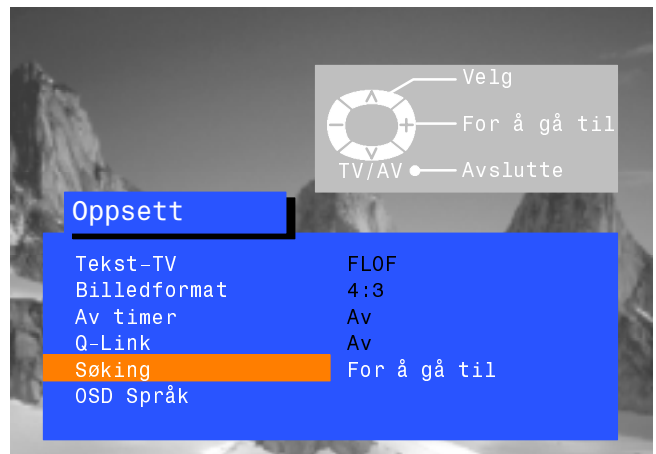 Velg
For å gå til
TV/AV Avslutte
Oppsett
Tekst-TV FLOF
Billedformat 4:3
Av timer Av
Q-Link Av
Søking For å gå til
OSD Språk